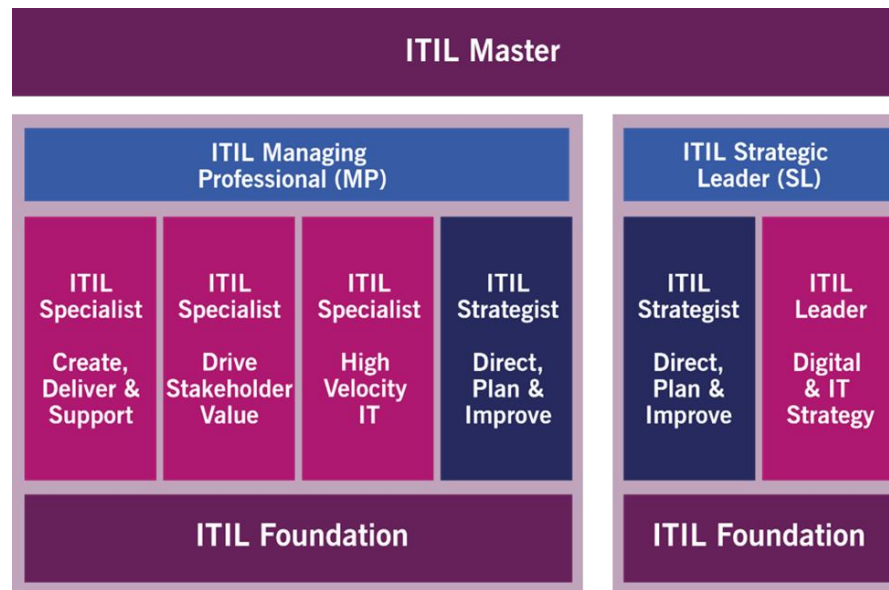 ITIL Master
ITIL Managing
Professional (MP)
ITIL
Specialist
Create,
Deliver &
Support
ITIL
Specialist
Drive
Stakeholder
Value
ITIL
Specialist
High
Velocity
IT
ITIL
Strategist
Direct,
Plan &
Improve
ITIL Foundation
ITIL Strategic
Leader (SL)
ITIL
Strategist
Direct,
Plan &
Improve
ITIL
Leader
Digital
& IT
Strategy
ITIL Foundation